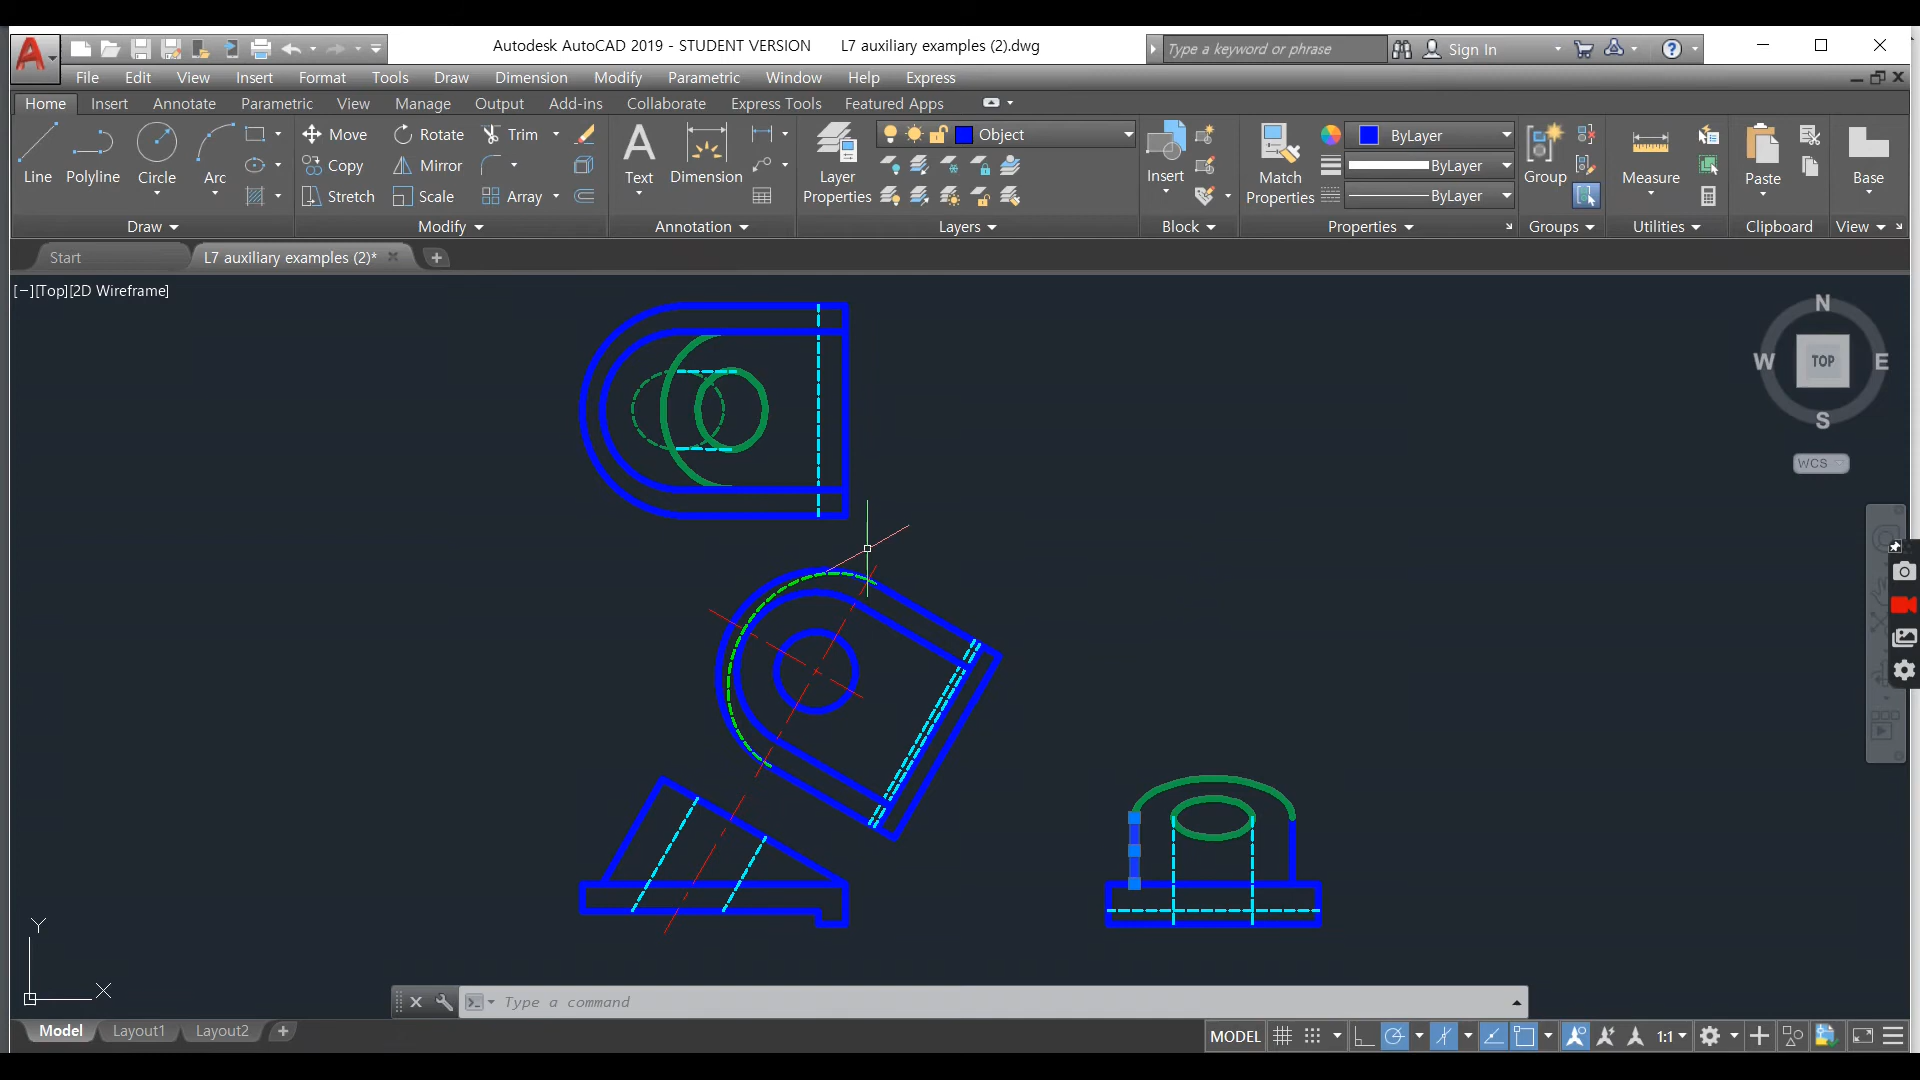 Autodesk AutoCAD 2019 - STUDENT VERSION L7 auxiliary examples (2).dwg
Type a keyword or phrase
Sign In
File Edit View Insert Format Tools Draw Dimension Modify Parametric Window Help Express
Home Insert Annotate Parametric View Manage Output Add-ins Collaborate Express Tools Featured Apps
Line Polyline Circle Arc
Move Rotate Trim
Copy Mirror
Stretch Scale Array
Text Dimension
Layer Properties
Object
Insert
Match Properties
ByLayer
ByLayer
ByLayer
Group
Measure
Paste
Base
Draw Modify Annotation Layers Block Properties Groups Utilities Clipboard View
Start L7 auxiliary examples (2)*
[−][Top][2D Wireframe]
N
W TOP E
S
WCS
Y
X
Type a command
Model Layout1 Layout2
MODEL 1:1